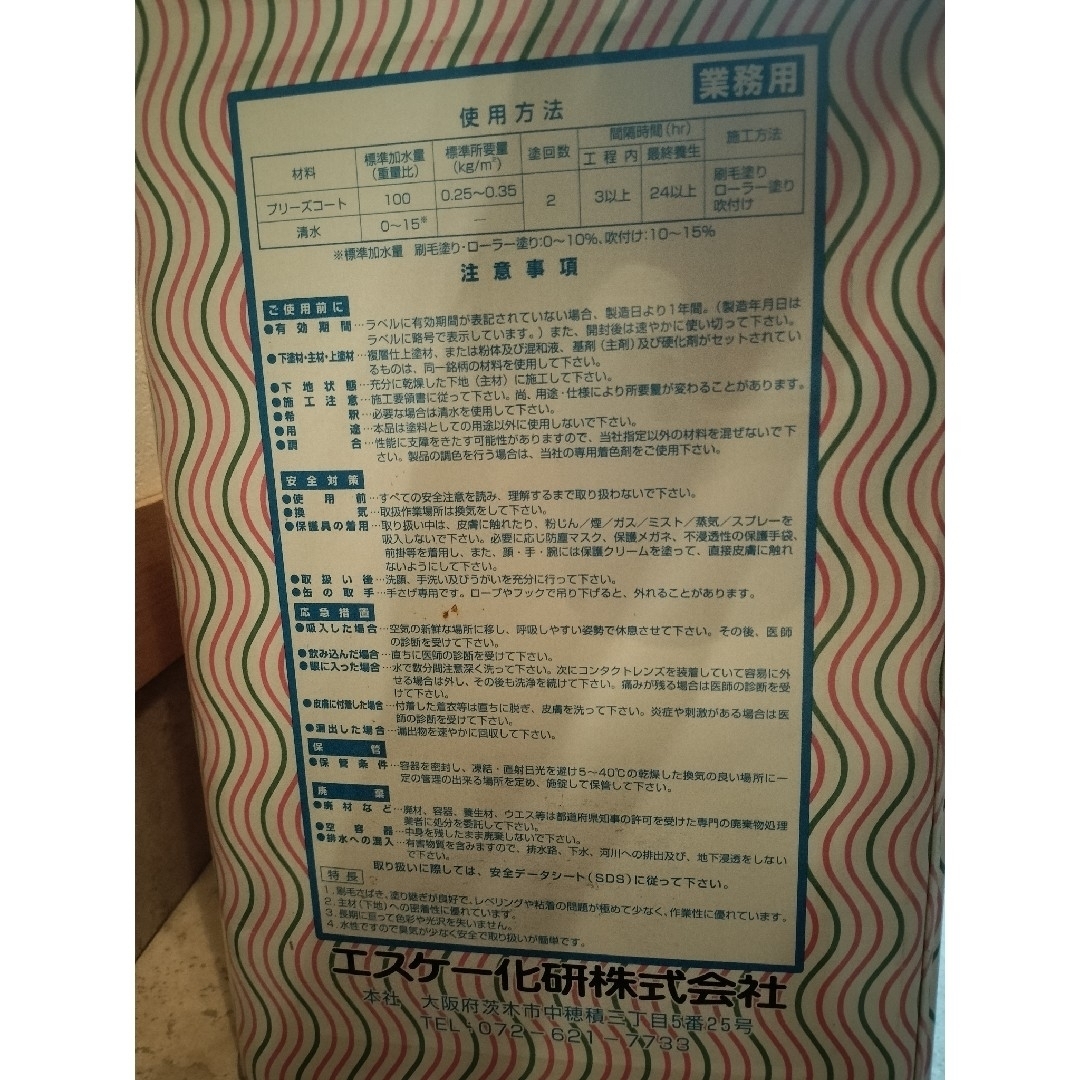 業務用
使用方法
材料 標準加水量(重量比) 標準所要量(kg/㎡) 塗回数 間隔時間(hr) 工程内 最終養生 施工方法
ブリーズコート 100 0.25〜0.35 2 3以上 24以上 刷毛塗り ローラー塗り 吹付け
清水 0〜15※ —
※標準加水量 刷毛塗り・ローラー塗り:0〜10%、吹付け:10〜15%
注意事項
ご使用前に
●有効期間…ラベルに有効期間が表記されていない場合、製造日より1年間。(製造年月日は
ラベルに略号で表示しています。)また、開封後は速やかに使い切って下さい。
●下塗材・主材・上塗材…複層仕上塗材、または粉体及び混和液、基剤(主剤)及び硬化剤がセットされてい
るものは、同一銘柄の材料を使用して下さい。
●下地状態…充分に乾燥した下地(主材)に施工して下さい。
●施工注意…施工要領書に従って下さい。尚、用途・仕様により所要量が変わることがあります。
●希釈…必要な場合は清水を使用して下さい。
●用途…本品は塗料としての用途以外に使用しないで下さい。
●調合…性能に支障をきたす可能性がありますので、当社指定以外の材料を混ぜないで下
さい。製品の調色を行う場合は、当社の専用着色剤をご使用下さい。
安全対策
●使用前…すべての安全注意を読み、理解するまで取り扱わないで下さい。
●換気…取扱作業場所は換気をして下さい。
●保護具の着用…取り扱い中は、皮膚に触れたり、粉じん/煙/ガス/ミスト/蒸気/スプレーを
吸入しないで下さい。必要に応じ防塵マスク、保護メガネ、不浸透性の保護手袋、
前掛等を着用し、また、顔・手・腕には保護クリームを塗って、直接皮膚に触れ
ないようにして下さい。
●取扱い後…洗顔、手洗い及びうがいを充分に行って下さい。
●缶の取手…手さげ専用です。ロープやフックで吊り下げると、外れることがあります。
応急措置
●吸入した場合…空気の新鮮な場所に移し、呼吸しやすい姿勢で休息させて下さい。その後、医師
の診断を受けて下さい。
●飲み込んだ場合…直ちに医師の診断を受けて下さい。
●眼に入った場合…水で数分間注意深く洗って下さい。次にコンタクトレンズを装着していて容易に外
せる場合は外し、その後も洗浄を続けて下さい。痛みが残る場合は医師の診断を受
けて下さい。
●皮膚に付着した場合…付着した着衣等は直ちに脱ぎ、皮膚を洗って下さい。炎症や刺激がある場合は医
師の診断を受けて下さい。
●漏出した場合…漏出物を速やかに回収して下さい。
保管
●保管条件…容器を密封し、凍結・直射日光を避け5〜40℃の乾燥した換気の良い場所に一
定の管理の出来る場所を定め、施錠して保管して下さい。
廃棄
●廃材など…廃材、容器、養生材、ウエス等は都道府県知事の許可を受けた専門の廃棄物処理
業者に処分を委託して下さい。
●空容器…中身を残したまま廃棄しないで下さい。
●排水への漏入…有害物質を含みますので、排水路、下水、河川への排出及び、地下浸透をしない
で下さい。
取り扱いに際しては、安全データシート(SDS)に従って下さい。
特長
1.刷毛さばき、塗り継ぎが良好で、レベリングや粘着の問題が極めて少なく、作業性に優れています。
2.主材(下地)への密着性に優れています。
3.長期に亘って色彩や光沢を失いません。
4.水性ですので臭気が少なく安全で取り扱いが簡単です。
エスケー化研株式会社
本社 大阪府茨木市中穂積三丁目5番25号
TEL:072-621-7733